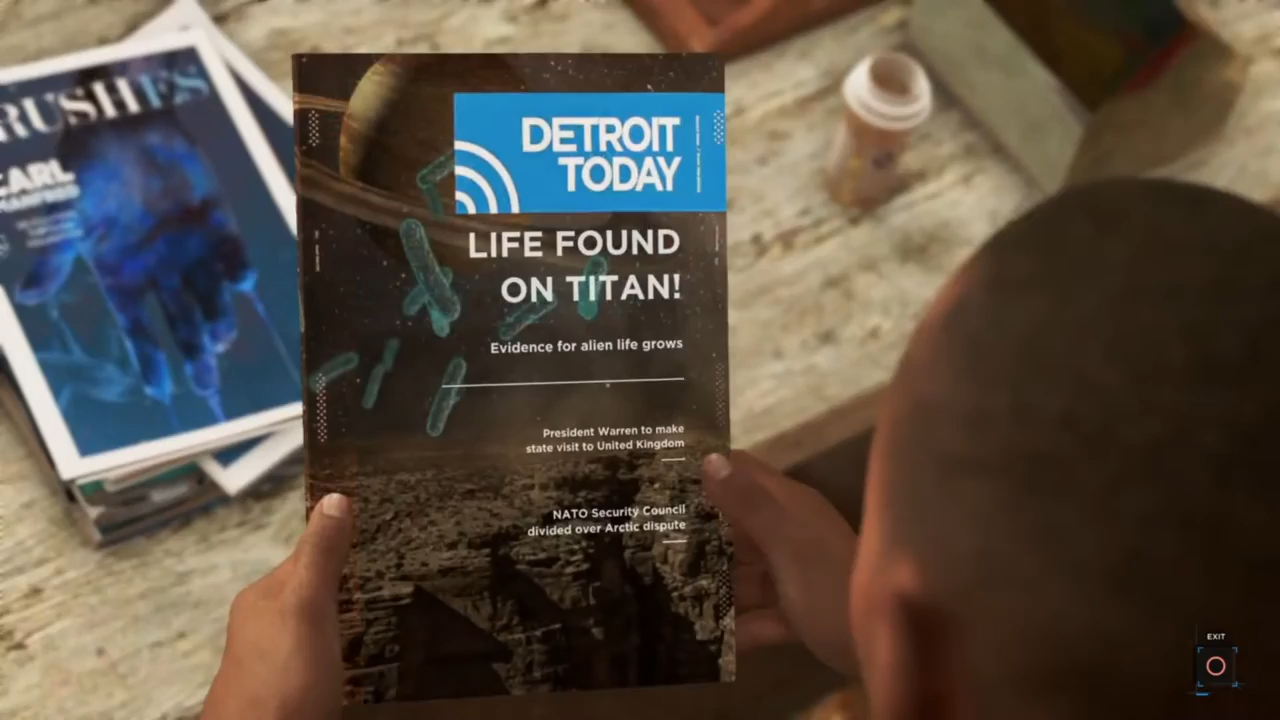 RUSHES
CARL
DETROIT
TODAY
LIFE FOUND
ON TITAN!
Evidence for alien life grows
President Warren to make
state visit to United Kingdom
NATO Security Council
divided over Arctic dispute
EXIT